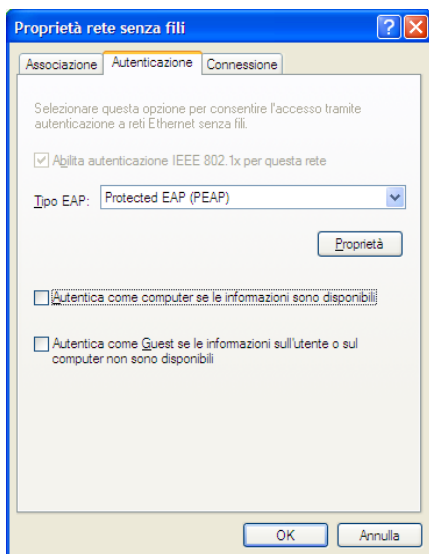 Proprietà rete senza fili
Associazione Autenticazione Connessione
Selezionare questa opzione per consentire l'accesso tramite
autenticazione a reti Ethernet senza fili.
Abilita autenticazione IEEE 802.1x per questa rete
Tipo EAP: Protected EAP (PEAP)
Proprietà
Autentica come computer se le informazioni sono disponibili
Autentica come Guest se le informazioni sull'utente o sul
computer non sono disponibili
OK Annulla